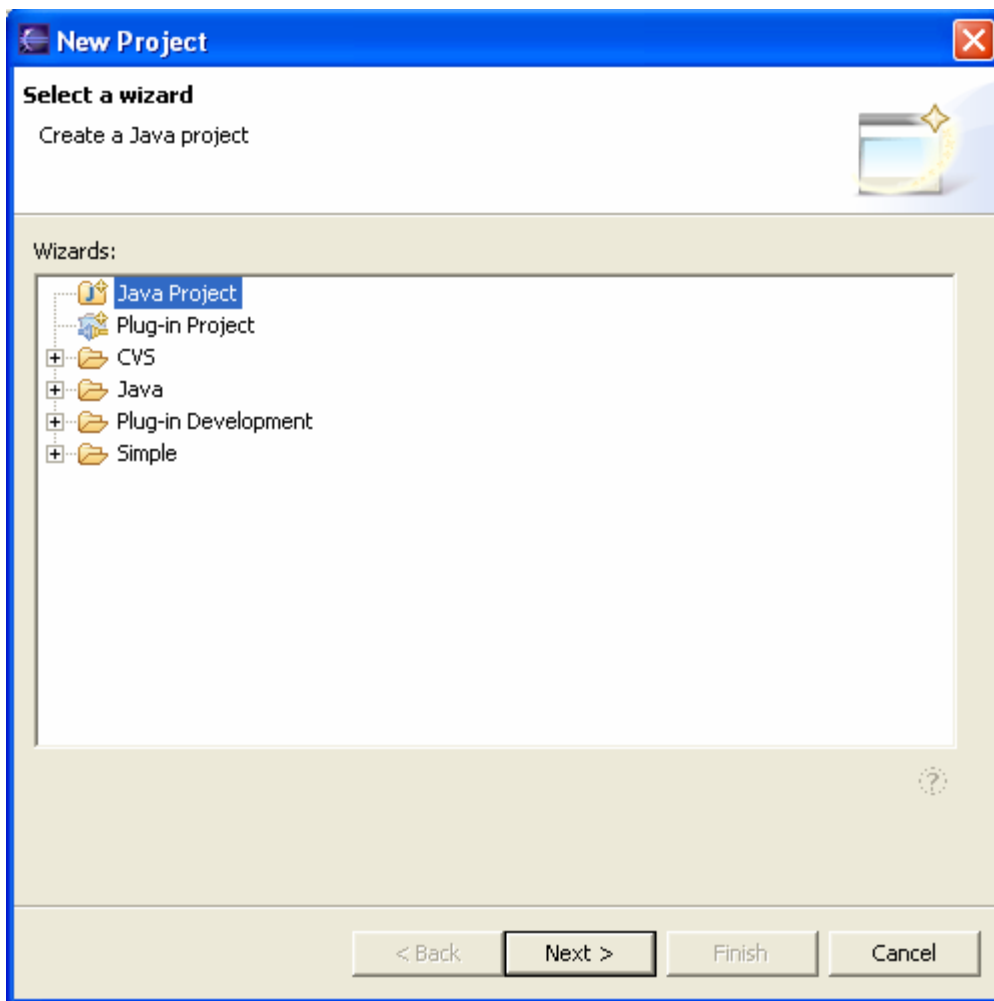 New Project
Select a wizard
Create a Java project
Wizards:
Java Project
Plug-in Project
CVS
Java
Plug-in Development
Simple
< Back Next > Finish Cancel